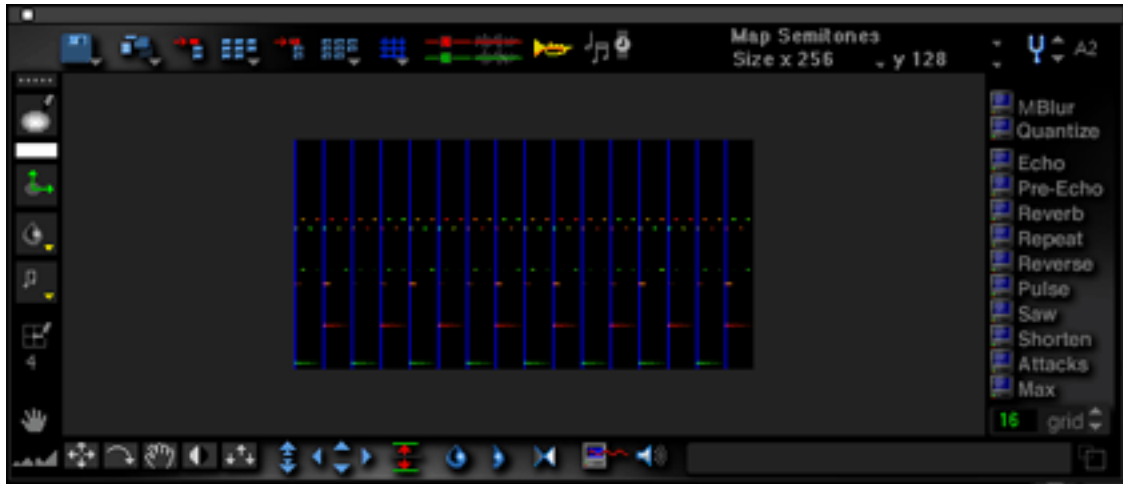 Map Semitones
Size x 256 y 128
A2
MBlur
Quantize
Echo
Pre-Echo
Reverb
Repeat
Reverse
Pulse
Saw
Shorten
Attacks
Max
16 grid
4